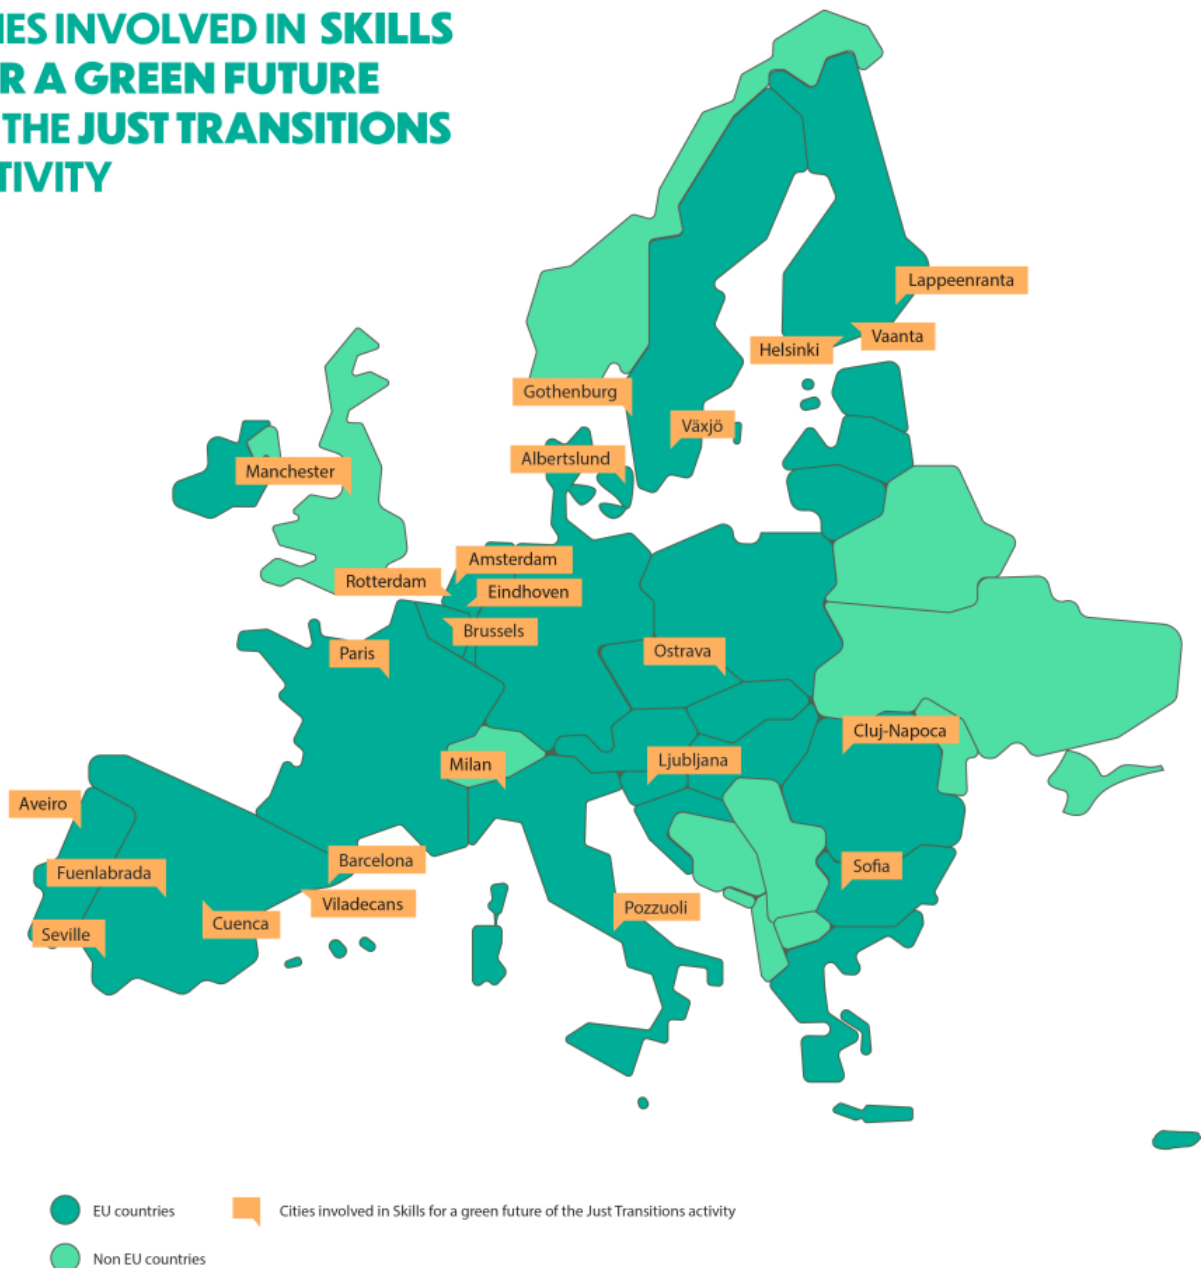 IES INVOLVED IN SKILLS
R A GREEN FUTURE
THE JUST TRANSITIONS
TIVITY
Lappeenranta
Vaanta
Helsinki
Gothenburg
Växjö
Albertslund
Manchester
Amsterdam
Rotterdam
Eindhoven
Brussels
Paris
Ostrava
Cluj-Napoca
Ljubljana
Milan
Aveiro
Barcelona
Sofia
Fuenlabrada
Viladecans
Pozzuoli
Cuenca
Seville
EU countries
Cities involved in Skills for a green future of the Just Transitions activity
Non EU countries